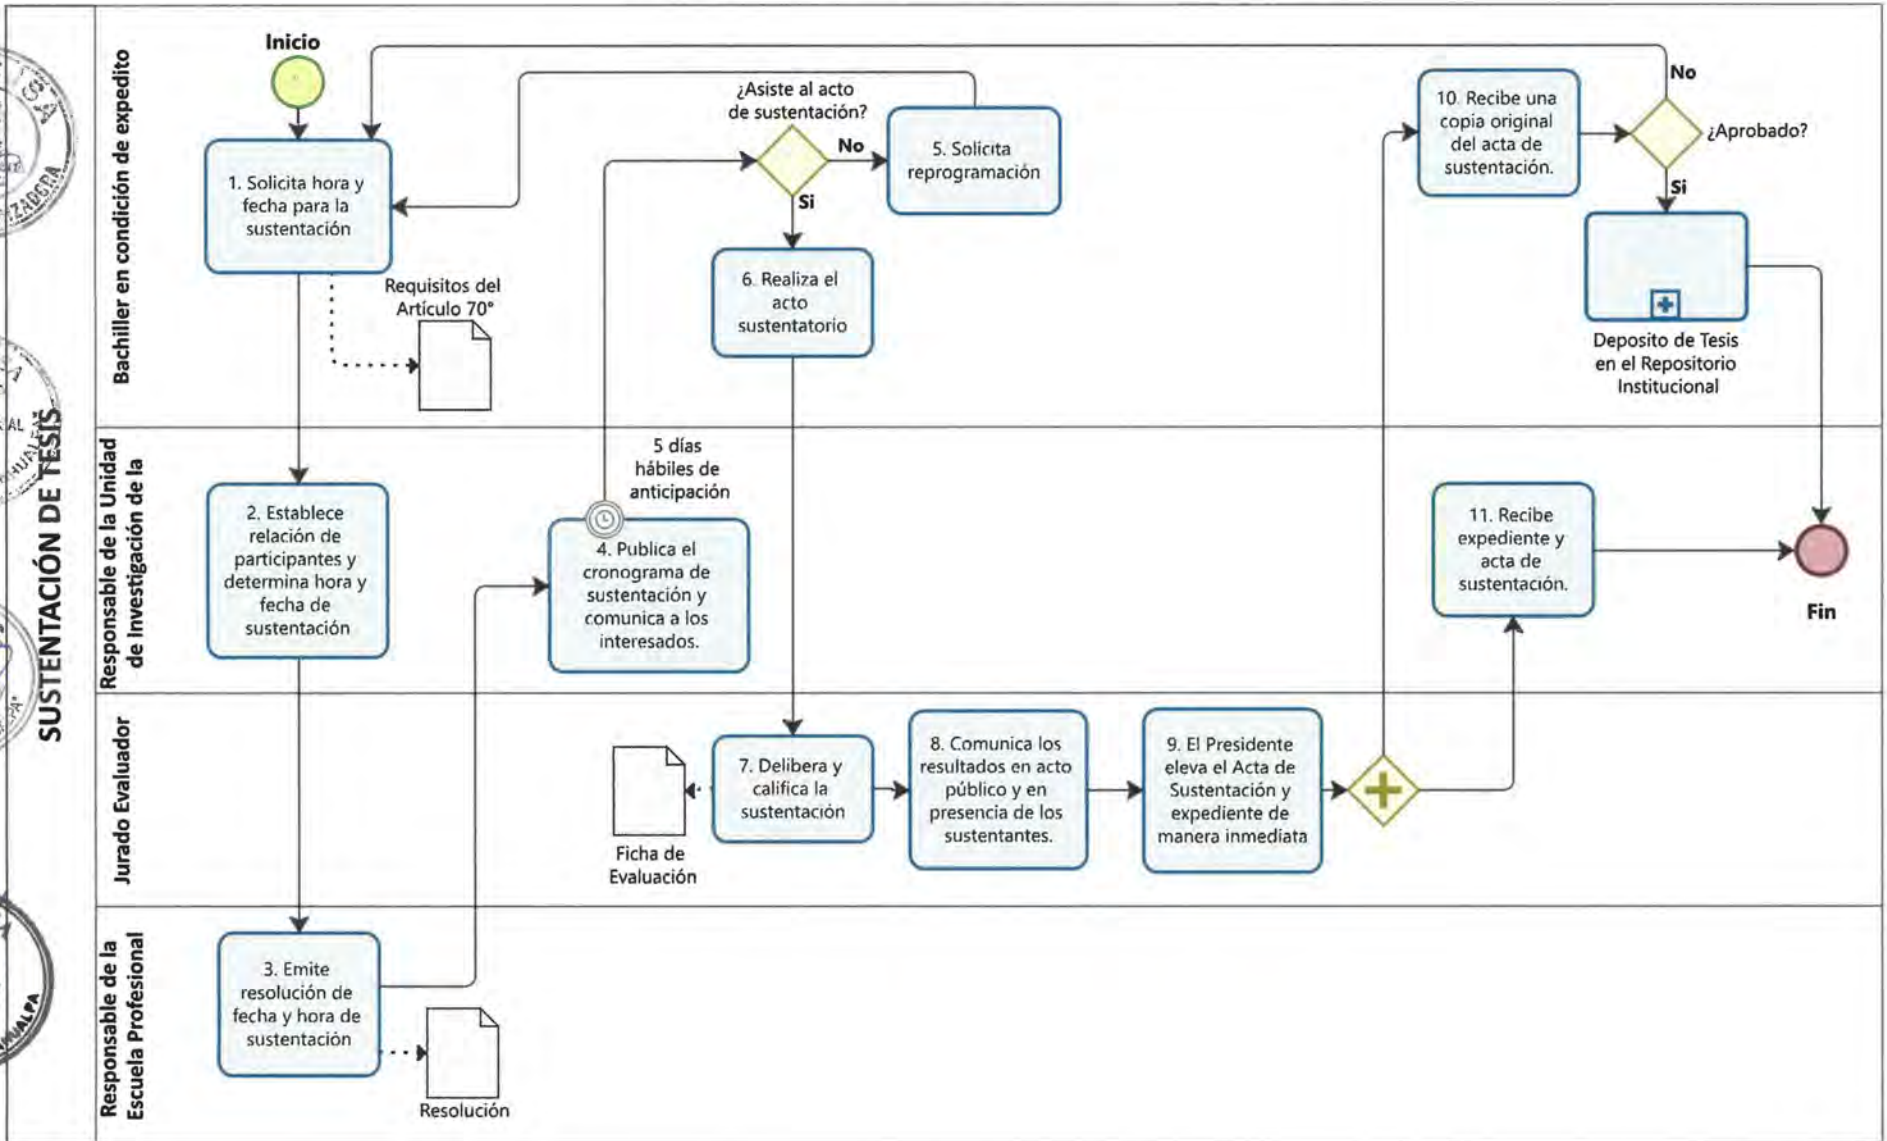 SUSTENTACIÓN DE TESIS
Bachiller en condición de expedito
Inicio
1. Solicita hora y
fecha para la
sustentación
Requisitos del
Artículo 70°
¿Asiste al acto
de sustentación?
No
Si
5. Solicita
reprogramación
6. Realiza el
acto
sustentatorio
10. Recibe una
copia original
del acta de
sustentación.
No
¿Aprobado?
Si
Deposito de Tesis
en el Repositorio
Institucional
Responsable de la Unidad
de Investigación de la
2. Establece
relación de
participantes y
determina hora y
fecha de
sustentación
5 días
hábiles de
anticipación
4. Publica el
cronograma de
sustentación y
comunica a los
interesados.
11. Recibe
expediente y
acta de
sustentación.
Fin
Jurado Evaluador
Ficha de
Evaluación
7. Delibera y
califica la
sustentación
8. Comunica los
resultados en acto
público y en
presencia de los
sustentantes.
9. El Presidente
eleva el Acta de
Sustentación y
expediente de
manera inmediata
Responsable de la
Escuela Profesional
3. Emite
resolución de
fecha y hora de
sustentación
Resolución